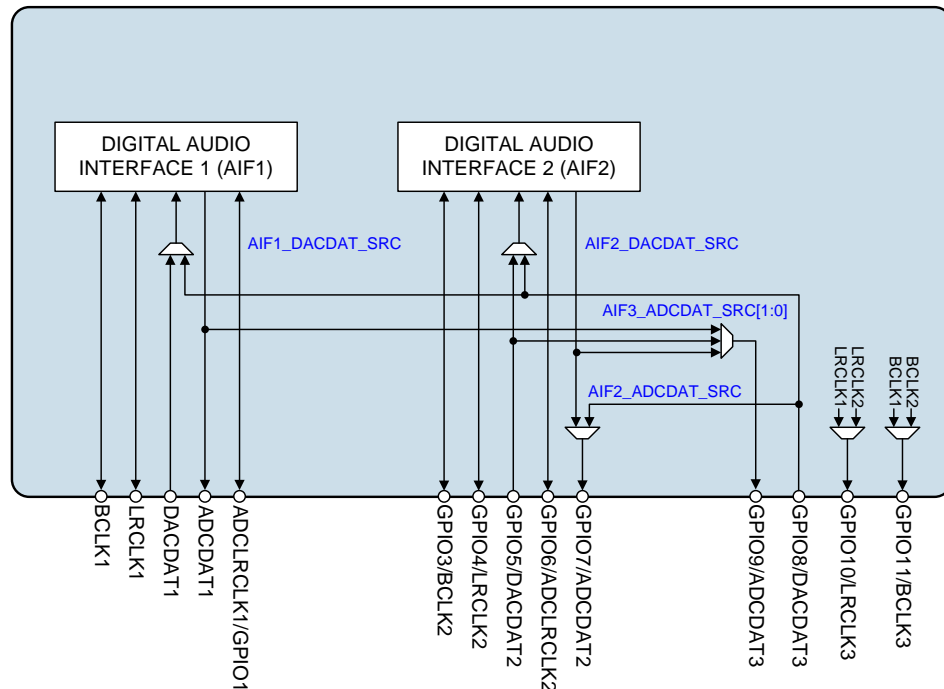 DIGITAL AUDIO
INTERFACE 1 (AIF1)
DIGITAL AUDIO
INTERFACE 2 (AIF2)
AIF1_DACDAT_SRC
AIF2_DACDAT_SRC
AIF3_ADCDAT_SRC[1:0]
AIF2_ADCDAT_SRC
LRCLK1
LRCLK2
BCLK1
BCLK2
BCLK1
LRCLK1
DACDAT1
ADCDAT1
ADCLRCLK1/GPIO1
GPIO3/BCLK2
GPIO4/LRCLK2
GPIO5/DACDAT2
GPIO6/ADCLRCLK2
GPIO7/ADCDAT2
GPIO9/ADCDAT3
GPIO8/DACDAT3
GPIO10/LRCLK3
GPIO11/BCLK3